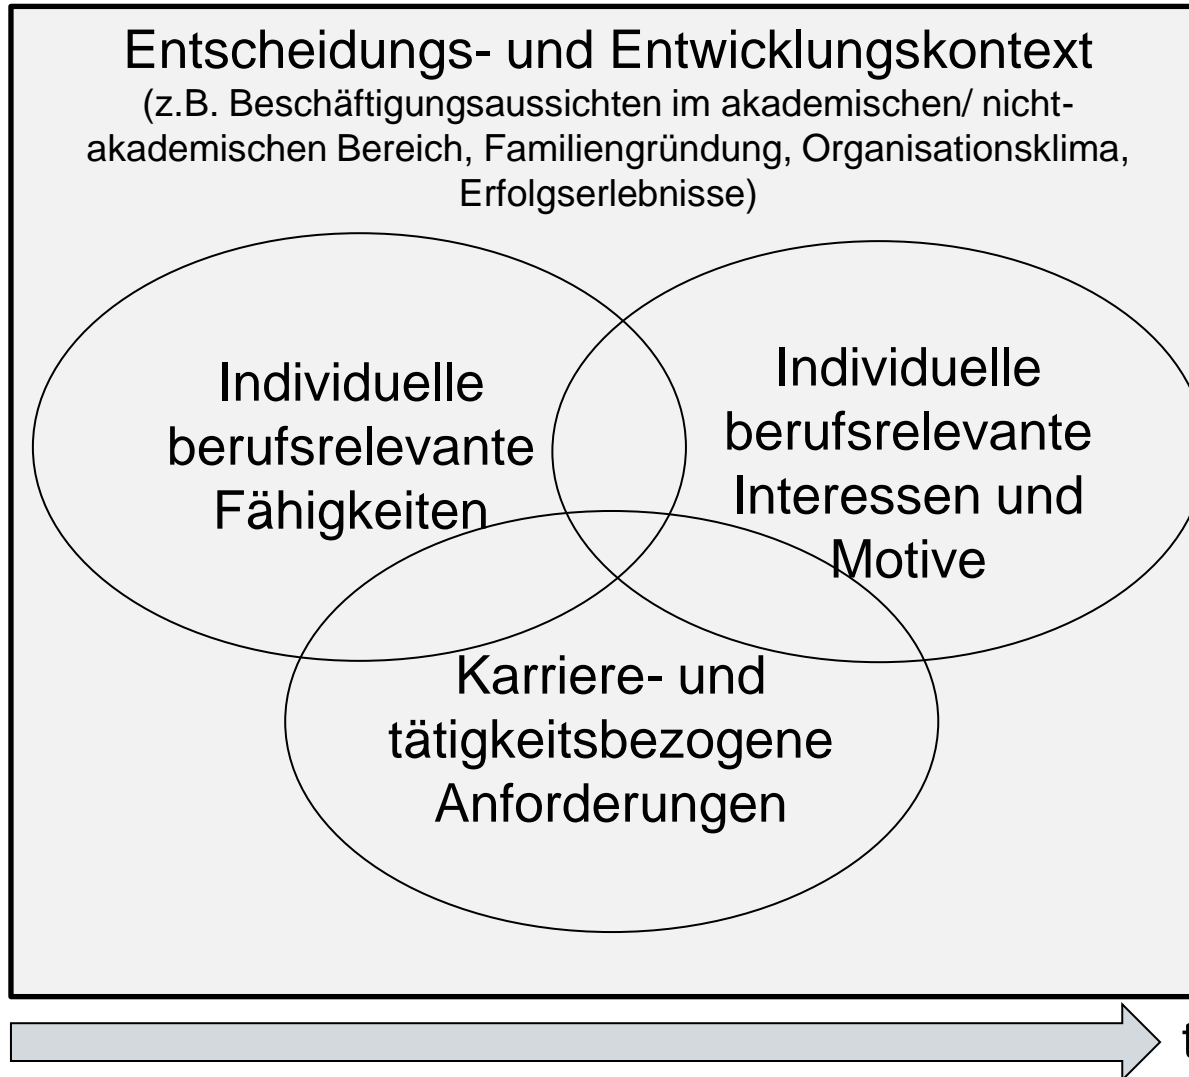 Entscheidungs- und Entwicklungskontext
(z.B. Beschäftigungsaussichten im akademischen/ nicht-
akademischen Bereich, Familiengründung, Organisationsklima,
Erfolgserlebnisse)
Individuelle
berufsrelevante
Fähigkeiten
Individuelle
berufsrelevante
Interessen und
Motive
Karriere- und
tätigkeitsbezogene
Anforderungen
t